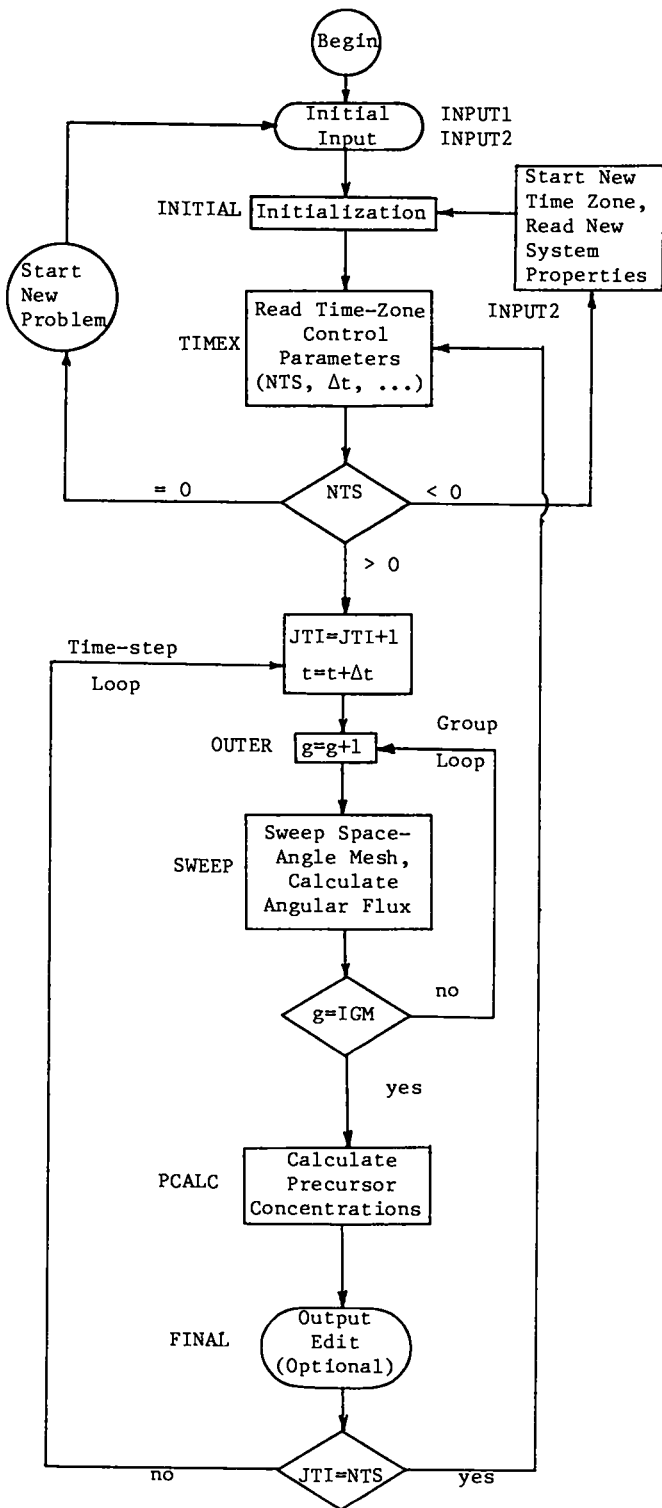 Begin
Initial
Input
INPUT1
INPUT2
Start New
Time Zone,
Read New
System
Properties
INPUT2
INITIAL
Initialization
Start
New
Problem
TIMEX
Read Time-Zone
Control
Parameters
(NTS, Δt, ...)
= 0
NTS
< 0
> 0
Time-step
Loop
JTI=JTI+1
t=t+Δt
Group
Loop
OUTER
g=g+1
SWEEP
Sweep Space-
Angle Mesh,
Calculate
Angular Flux
g=IGM
no
yes
PCALC
Calculate
Precursor
Concentrations
FINAL
Output
Edit
(Optional)
no
JTI=NTS
yes